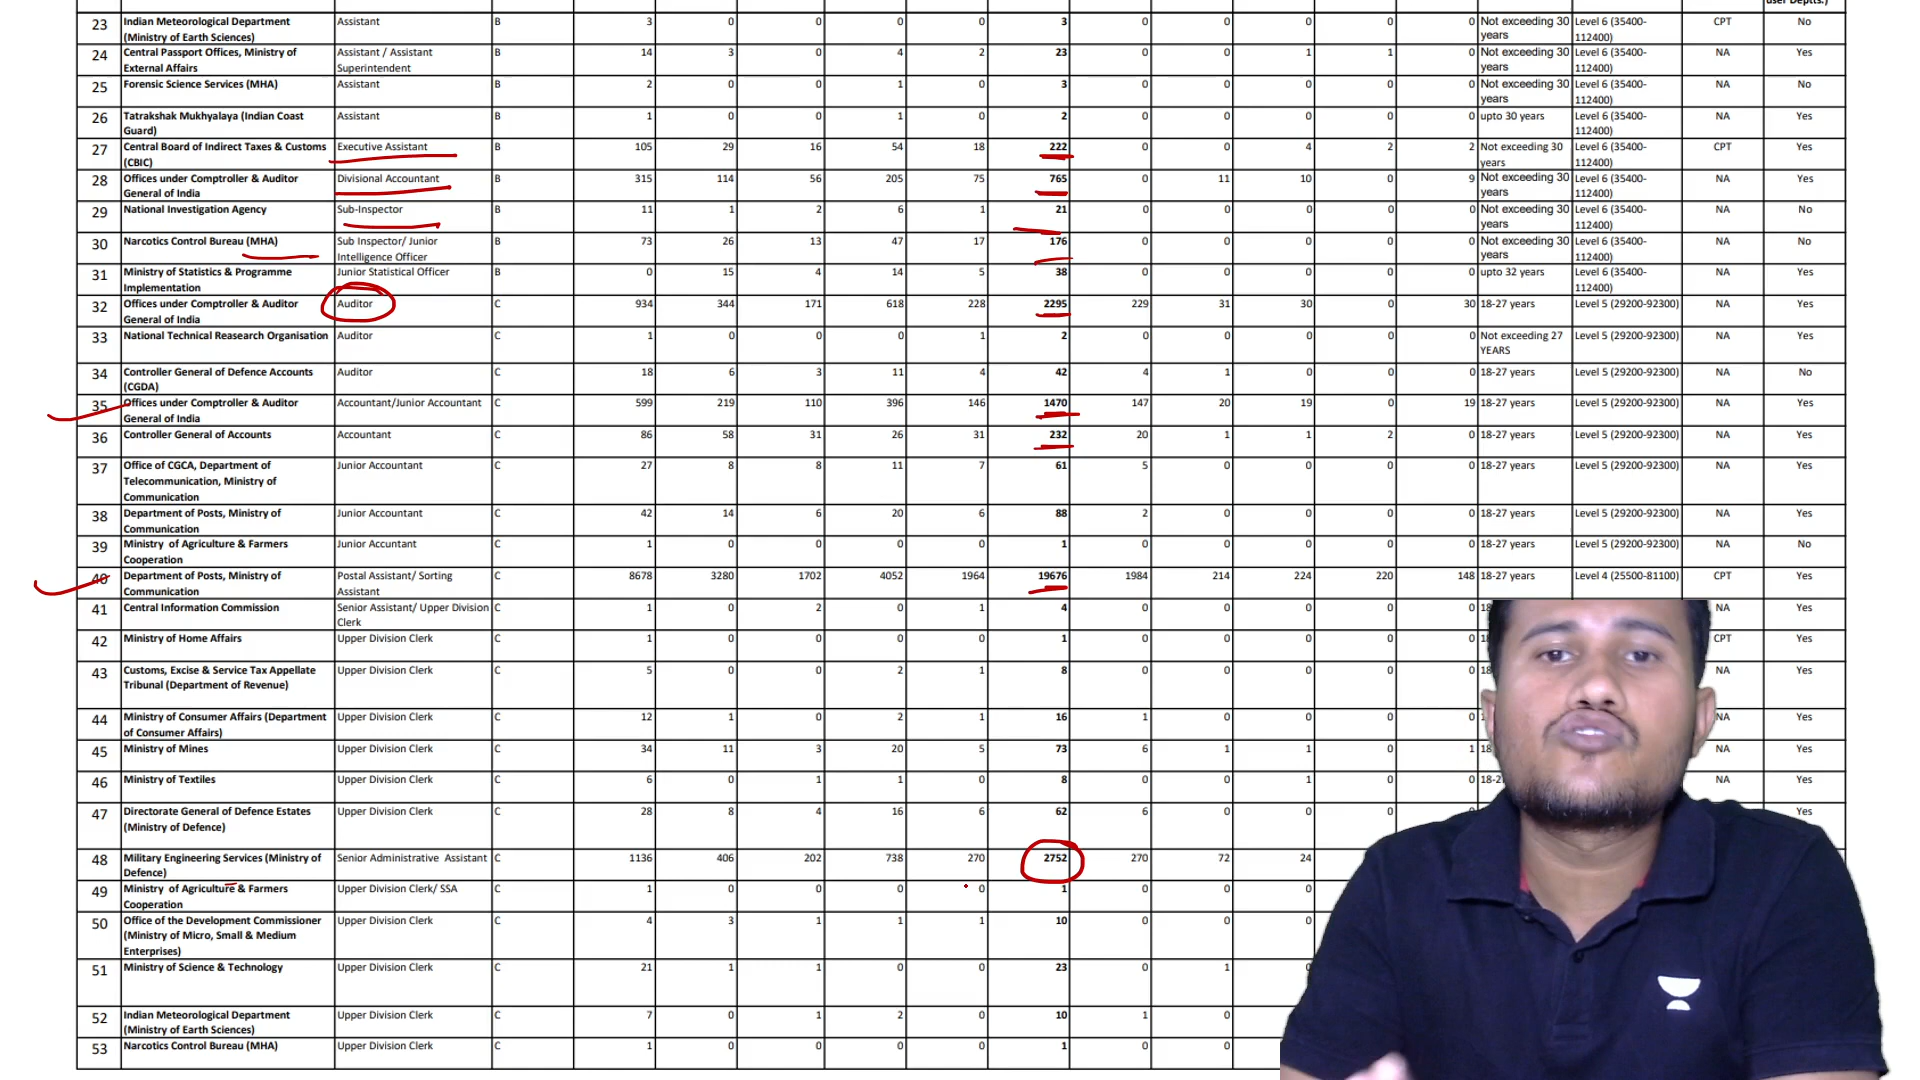 user Deptts.)
23 Indian Meteorological Department Assistant B 3 0 0 0 0 3 0 0 0 0 0 Not exceeding 30 Level 6 (35400- CPT No
(Ministry of Earth Sciences) years 112400)
24 Central Passport Offices, Ministry of Assistant / Assistant B 14 3 0 4 2 23 0 0 1 1 0 Not exceeding 30 Level 6 (35400- NA Yes
External Affairs Superintendent years 112400)
25 Forensic Science Services (MHA) Assistant B 2 0 0 1 0 3 0 0 0 0 0 Not exceeding 30 Level 6 (35400- NA No
years 112400)
26 Tatrakshak Mukhyalaya (Indian Coast Assistant B 1 0 0 1 0 2 0 0 0 0 0 upto 30 years Level 6 (35400- NA Yes
Guard) 112400)
27 Central Board of Indirect Taxes & Customs Executive Assistant B 105 29 16 54 18 222 0 0 4 2 2 Not exceeding 30 Level 6 (35400- CPT Yes
(CBIC) years 112400)
28 Offices under Comptroller & Auditor Divisional Accountant B 315 114 56 205 75 765 0 11 10 0 9 Not exceeding 30 Level 6 (35400- NA Yes
General of India years 112400)
29 National Investigation Agency Sub-Inspector B 11 1 2 6 1 21 0 0 0 0 0 Not exceeding 30 Level 6 (35400- NA No
years 112400)
30 Narcotics Control Bureau (MHA) Sub Inspector/ Junior B 73 26 13 47 17 176 0 0 0 0 0 Not exceeding 30 Level 6 (35400- NA No
Intelligence Officer years 112400)
31 Ministry of Statistics & Programme Junior Statistical Officer B 0 15 4 14 5 38 0 0 0 0 0 upto 32 years Level 6 (35400- NA Yes
Implementation 112400)
32 Offices under Comptroller & Auditor Auditor C 934 344 171 618 228 2295 229 31 30 0 30 18-27 years Level 5 (29200-92300) NA Yes
General of India
33 National Technical Reasearch Organisation Auditor C 1 0 0 0 1 2 0 0 0 0 0 Not exceeding 27 Level 5 (29200-92300) NA Yes
YEARS
34 Controller General of Defence Accounts Auditor C 18 6 3 11 4 42 4 1 0 0 0 18-27 years Level 5 (29200-92300) NA No
(CGDA)
35 Offices under Comptroller & Auditor Accountant/Junior Accountant C 599 219 110 396 146 1470 147 20 19 0 19 18-27 years Level 5 (29200-92300) NA Yes
General of India
36 Controller General of Accounts Accountant C 86 58 31 26 31 232 20 1 1 2 0 18-27 years Level 5 (29200-92300) NA Yes
37 Office of CGCA, Department of Junior Accountant C 27 8 8 11 7 61 5 0 0 0 0 18-27 years Level 5 (29200-92300) NA Yes
Telecommunication, Ministry of
Communication
38 Department of Posts, Ministry of Junior Accountant C 42 14 6 20 6 88 2 0 0 0 0 18-27 years Level 5 (29200-92300) NA Yes
Communication
39 Ministry of Agriculture & Farmers Junior Accuntant C 1 0 0 0 0 1 0 0 0 0 0 18-27 years Level 5 (29200-92300) NA No
Cooperation
40 Department of Posts, Ministry of Postal Assistant/ Sorting C 8678 3280 1702 4052 1964 19676 1984 214 224 220 148 18-27 years Level 4 (25500-81100) CPT Yes
Communication Assistant
41 Central Information Commission Senior Assistant/ Upper Division C 1 0 2 0 1 4 0 0 0 0 0 18 NA Yes
Clerk
42 Ministry of Home Affairs Upper Division Clerk C 1 0 0 0 0 1 0 0 0 0 0 18 CPT Yes
43 Customs, Excise & Service Tax Appellate Upper Division Clerk C 5 0 0 2 1 8 0 0 0 0 0 18 NA Yes
Tribunal (Department of Revenue)
44 Ministry of Consumer Affairs (Department Upper Division Clerk C 12 1 0 2 1 16 1 0 0 0 0 NA Yes
of Consumer Affairs)
45 Ministry of Mines Upper Division Clerk C 34 11 3 20 5 73 6 1 1 0 1 18 NA Yes
46 Ministry of Textiles Upper Division Clerk C 6 0 1 1 0 8 0 0 1 0 0 18-2 NA Yes
47 Directorate General of Defence Estates Upper Division Clerk C 28 8 4 16 6 62 6 0 0 0 Yes
(Ministry of Defence)
48 Military Engineering Services (Ministry of Senior Administrative Assistant C 1136 406 202 738 270 2752 270 72 24
Defence)
49 Ministry of Agriculture & Farmers Upper Division Clerk/ SSA C 1 0 0 0 0 1 0 0 0
Cooperation
50 Office of the Development Commissioner Upper Division Clerk C 4 3 1 1 1 10 0 0 0
(Ministry of Micro, Small & Medium
Enterprises)
51 Ministry of Science & Technology Upper Division Clerk C 21 1 1 0 0 23 0 1 0
52 Indian Meteorological Department Upper Division Clerk C 7 0 1 2 0 10 1 0
(Ministry of Earth Sciences)
53 Narcotics Control Bureau (MHA) Upper Division Clerk C 1 0 0 0 0 1 0 0